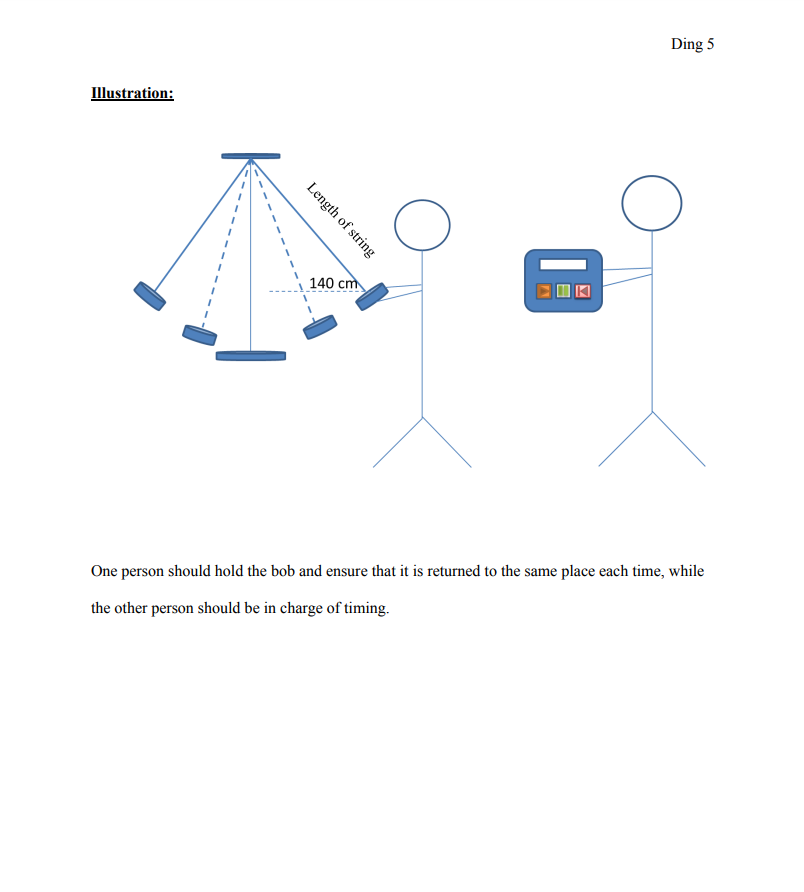 Ding 5
Illustration:
Length of string
140 cm
One person should hold the bob and ensure that it is returned to the same place each time, while
the other person should be in charge of timing.